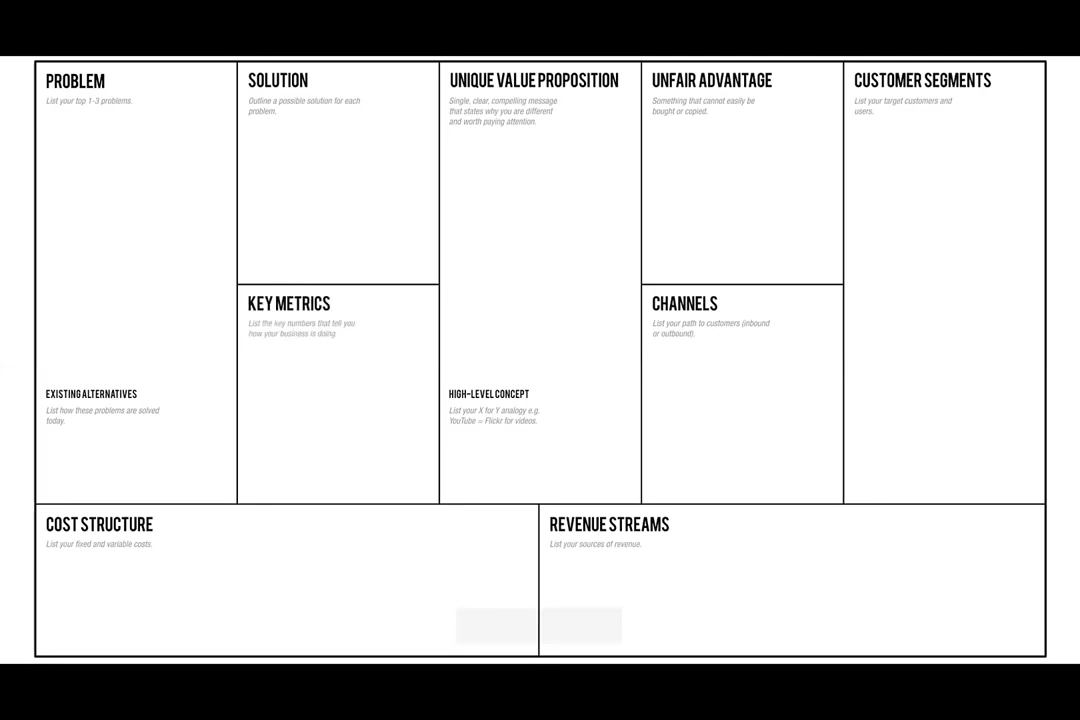 PROBLEM
List your top 1-3 problems.
EXISTING ALTERNATIVES
List how these problems are solved
today.
SOLUTION
Outline a possible solution for each
problem.
KEY METRICS
List the key numbers that tell you
how your business is doing.
UNIQUE VALUE PROPOSITION
Single, clear, compelling message
that states why you are different
and worth paying attention.
HIGH-LEVEL CONCEPT
List your X for Y analogy e.g.
YouTube = Flickr for videos.
UNFAIR ADVANTAGE
Something that cannot easily be
bought or copied.
CHANNELS
List your path to customers (inbound
or outbound).
CUSTOMER SEGMENTS
List your target customers and
users.
COST STRUCTURE
List your fixed and variable costs.
REVENUE STREAMS
List your sources of revenue.